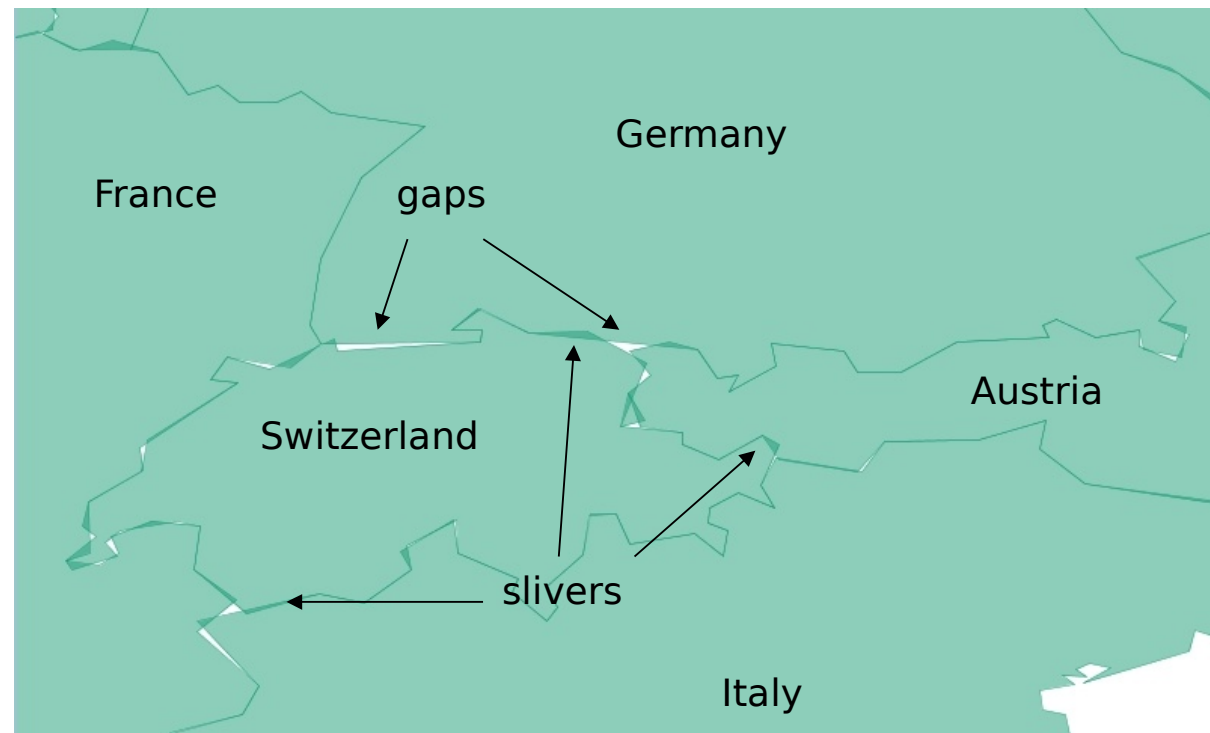 Germany
France
gaps
Austria
Switzerland
slivers
Italy